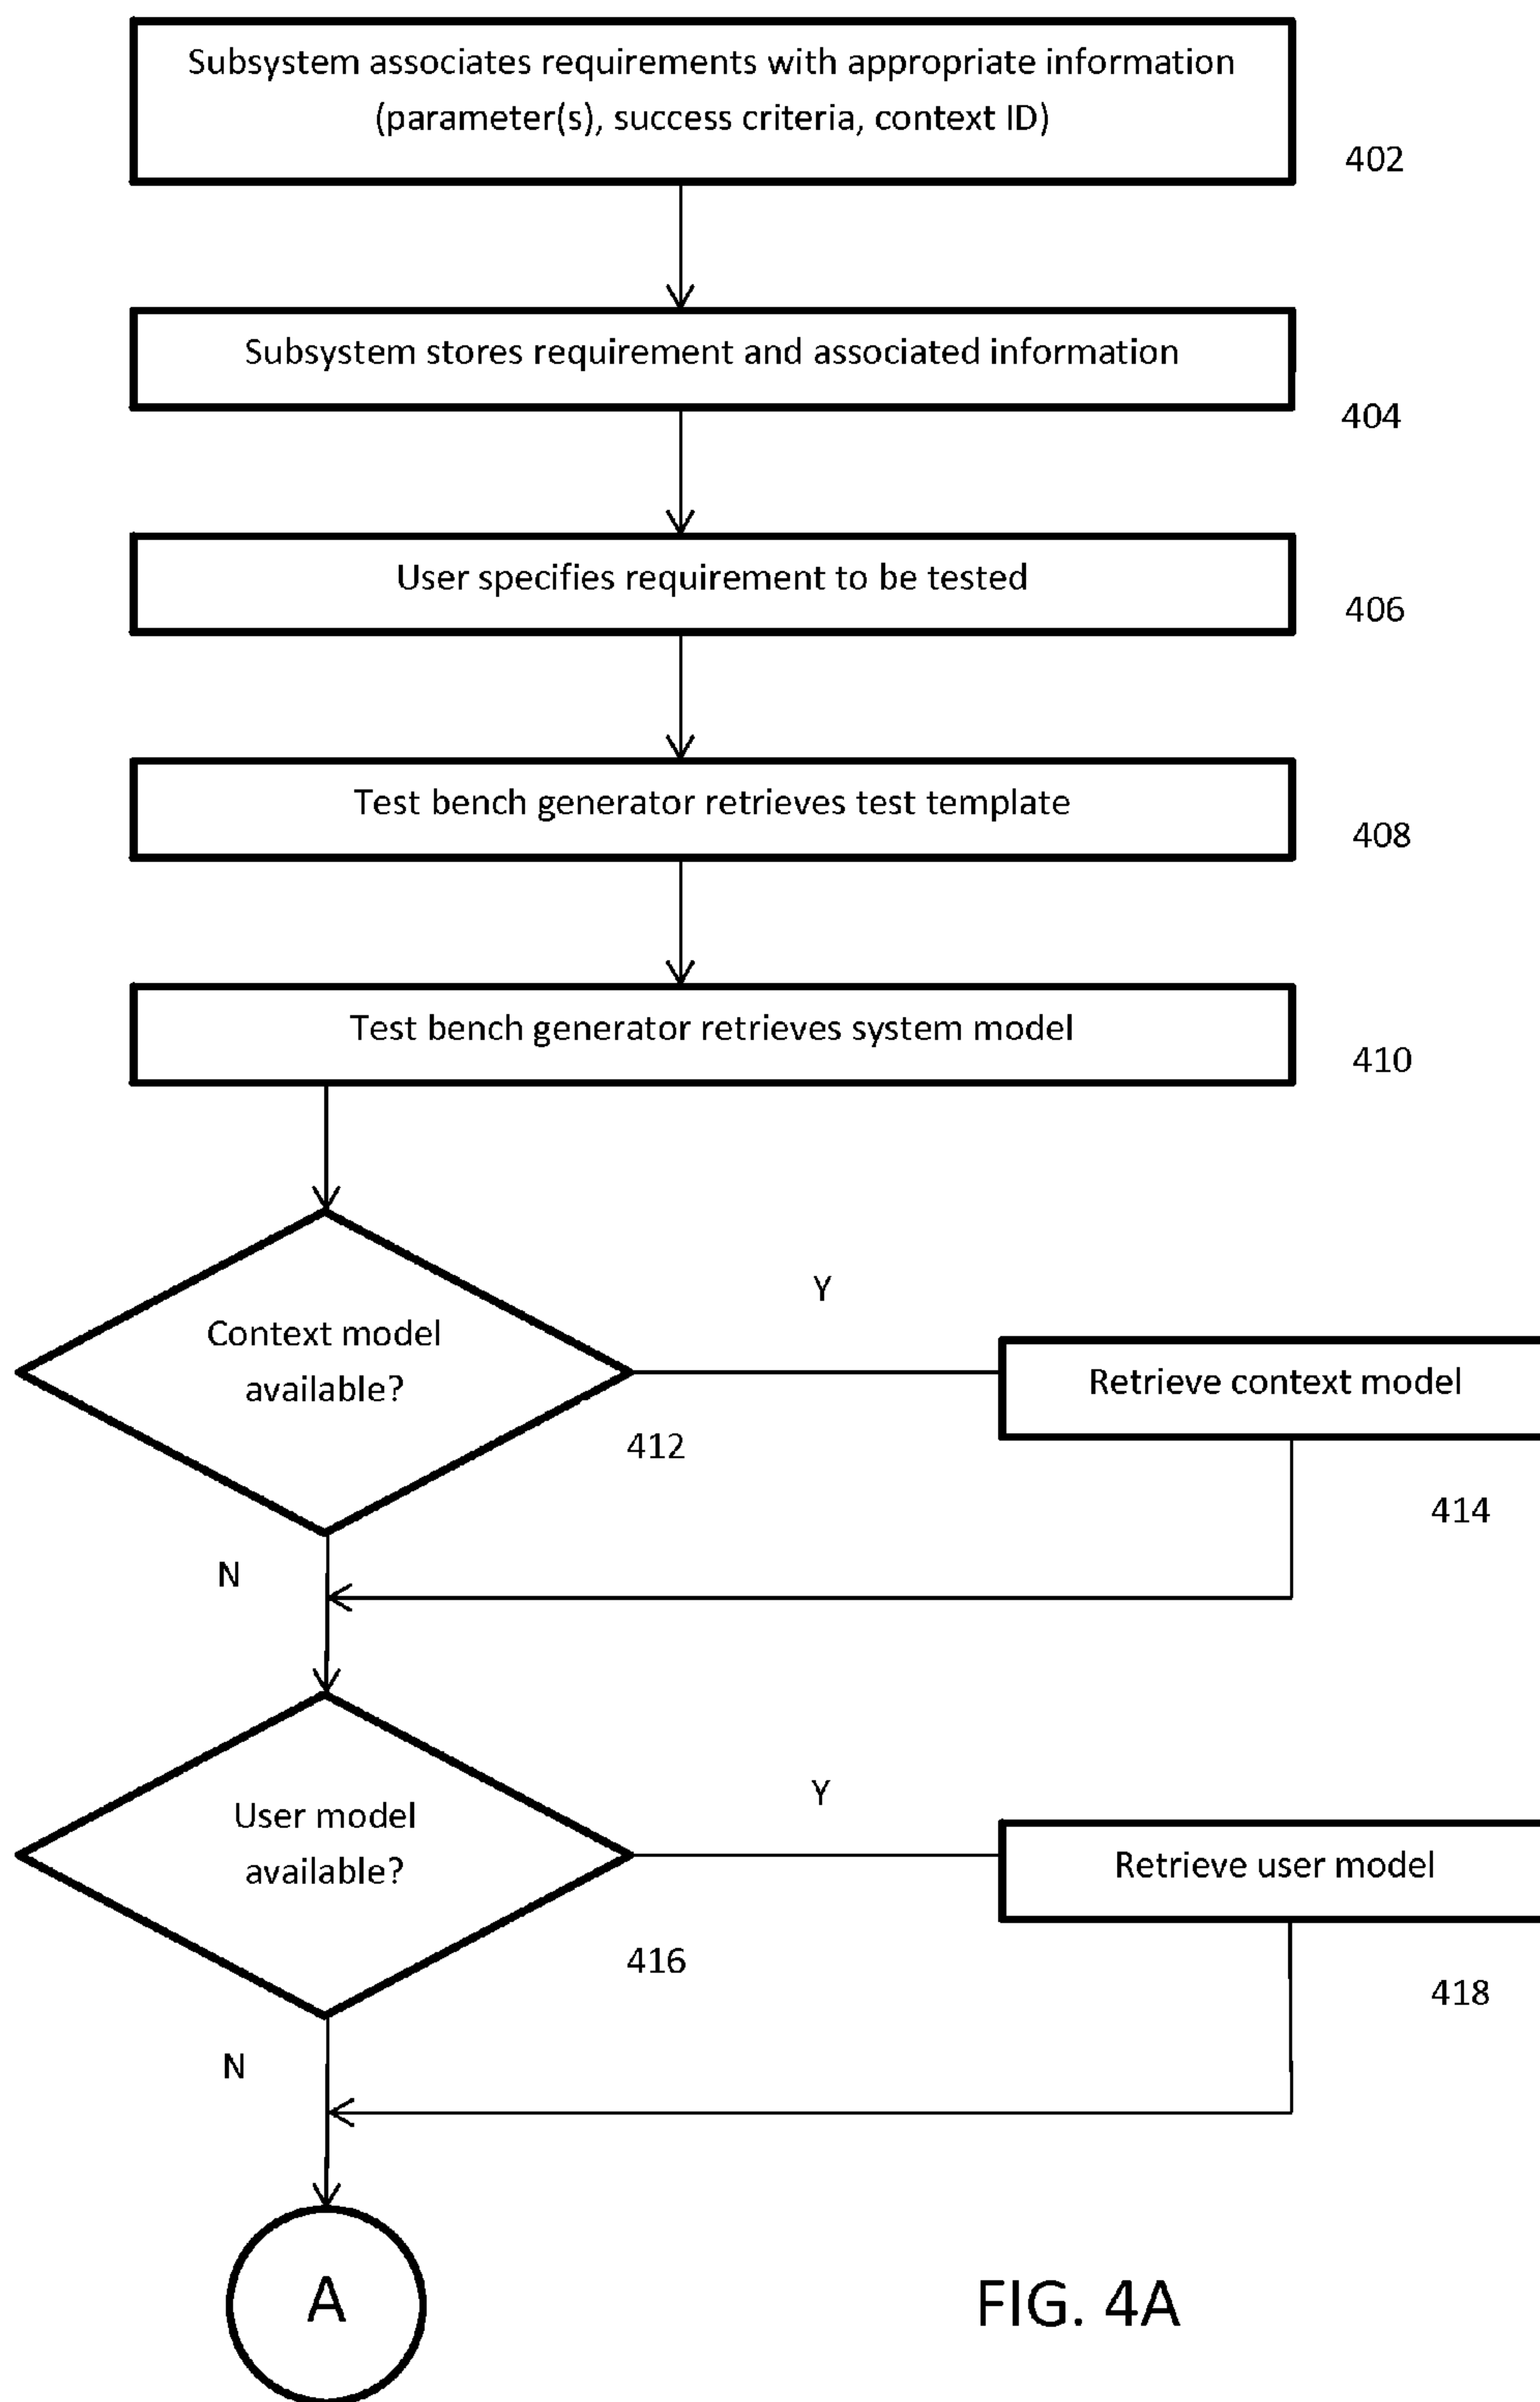 Subsystem associates requirements with appropriate information
(parameter(s), success criteria, context ID)
402
Subsystem stores requirement and associated information
404
User specifies requirement to be tested
406
Test bench generator retrieves test template
408
Test bench generator retrieves system model
410
Y
Context model
available?
Retrieve context model
412
414
N
Y
User model
available?
Retrieve user model
416
418
N
A
FIG. 4A